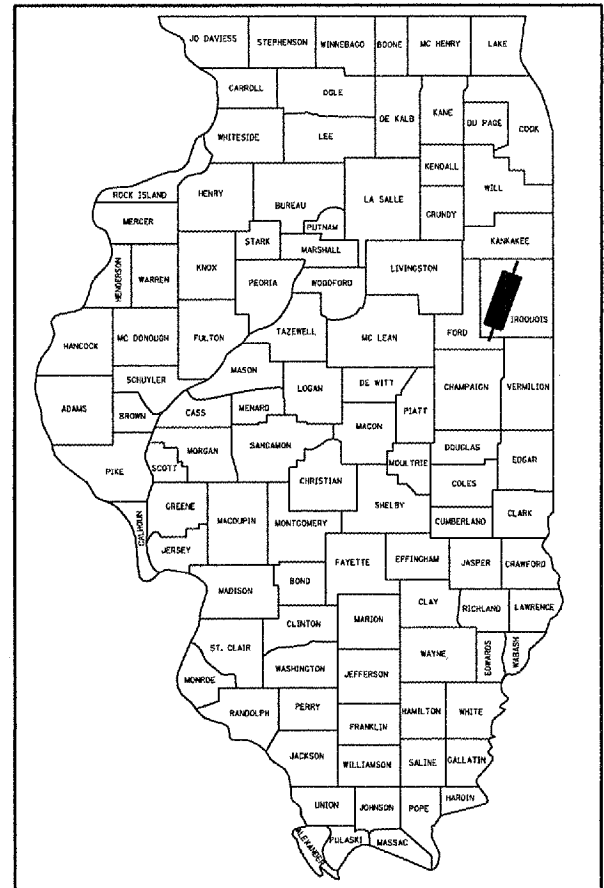 JO DAVIESS STEPHENSON WINNEBAGO BOONE MC HENRY LAKE
CARROLL OGLE DE KALB KANE DU PAGE COOK
WHITESIDE LEE
KENDALL WILL
ROCK ISLAND HENRY BUREAU LA SALLE GRUNDY
MERCER PUTNAM KANKAKEE
STARK MARSHALL
HENDERSON WARREN KNOX PEORIA WOODFORD LIVINGSTON
FORD IROQUOIS
HANCOCK MC DONOUGH FULTON TAZEWELL MC LEAN
MASON
SCHUYLER LOGAN DE WITT CHAMPAIGN VERMILION
ADAMS BROWN CASS MENARD PIATT
MACON
MORGAN SANGAMON DOUGLAS EDGAR
PIKE SCOTT MOULTRIE
CHRISTIAN COLES
GREENE MACOUPIN SHELBY
CALHOUN MONTGOMERY CUMBERLAND CLARK
JERSEY FAYETTE EFFINGHAM JASPER CRAWFORD
MADISON BOND
CLAY RICHLAND LAWRENCE
CLINTON MARION
ST. CLAIR WAYNE EDWARDS WABASH
WASHINGTON JEFFERSON
MONROE
RANDOLPH PERRY HAMILTON WHITE
FRANKLIN
JACKSON WILLIAMSON SALINE GALLATIN
UNION JOHNSON POPE HARDIN
ALEXANDER PULASKI MASSAC